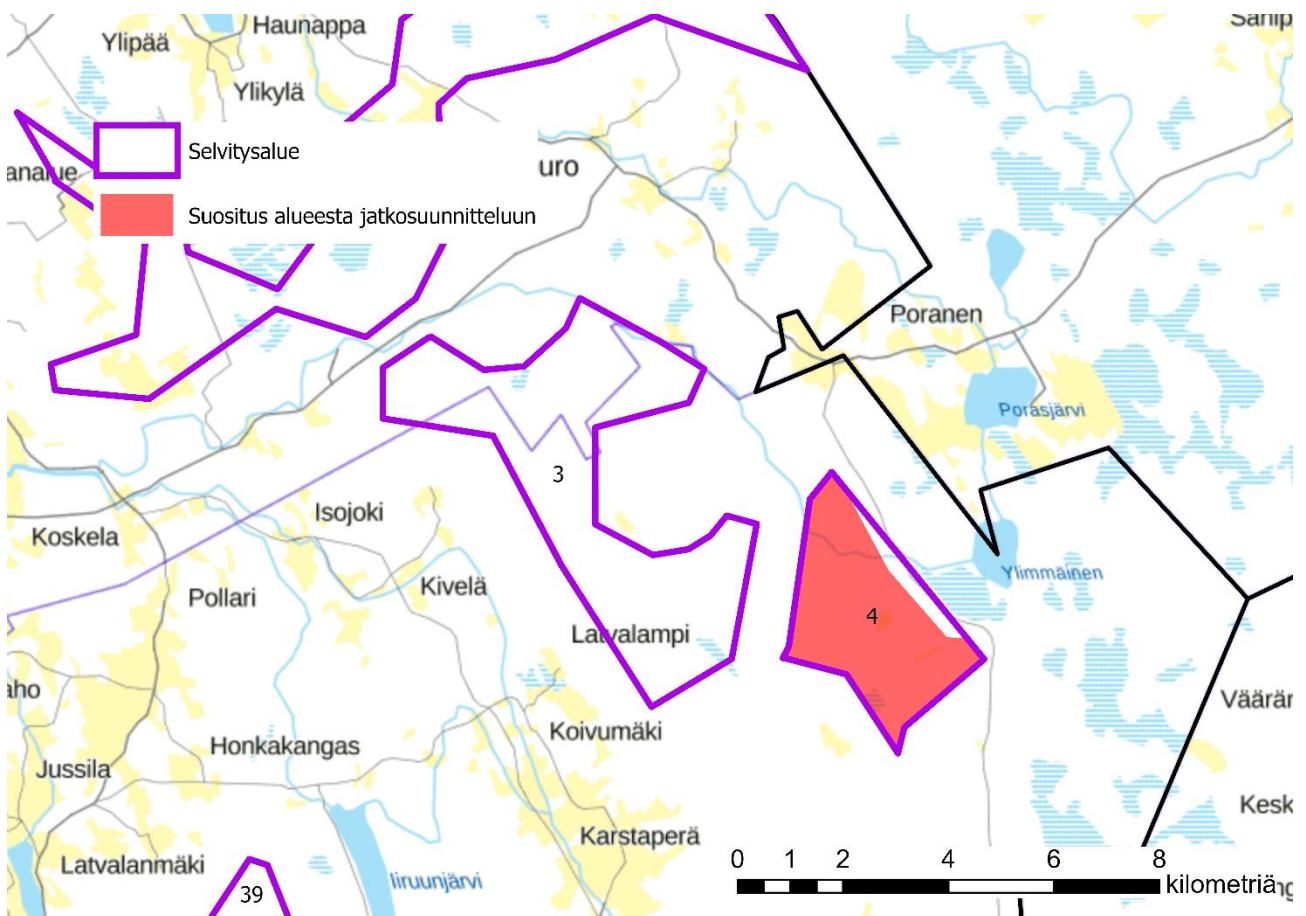 Haunappa
Ylipää
Ylikylä
Selvitysalue
analue
uro
Suositus alueesta jatkosuunnitteluun
Poranen
Porasjärvi
3
Koskela
Isojoki
Ylimmäinen
Pollari
Kivelä
4
Latvalampi
aho
Väärär
Koivumäki
Honkakangas
Jussila
Kesk
Karstaperä
Latvalanmäki
39
Iiruunjärvi
0 1 2 4 6 8
kilometriä